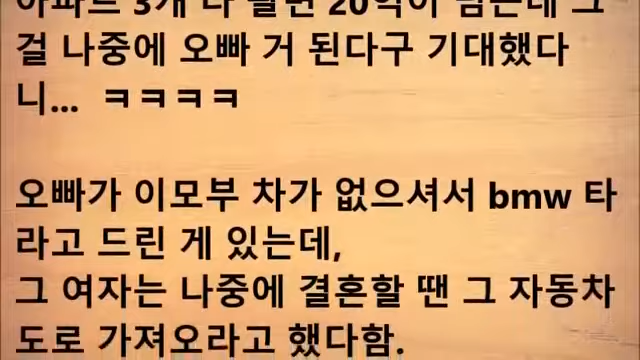 아파트 3개 다 팔면 20억이 넘는데 그
걸 나중에 오빠 거 된다구 기대했다
니... ㅋㅋㅋㅋ
오빠가 이모부 차가 없으셔서 bmw 타
라고 드린 게 있는데,
그 여자는 나중에 결혼할 땐 그 자동차
도로 가져오라고 했다함.